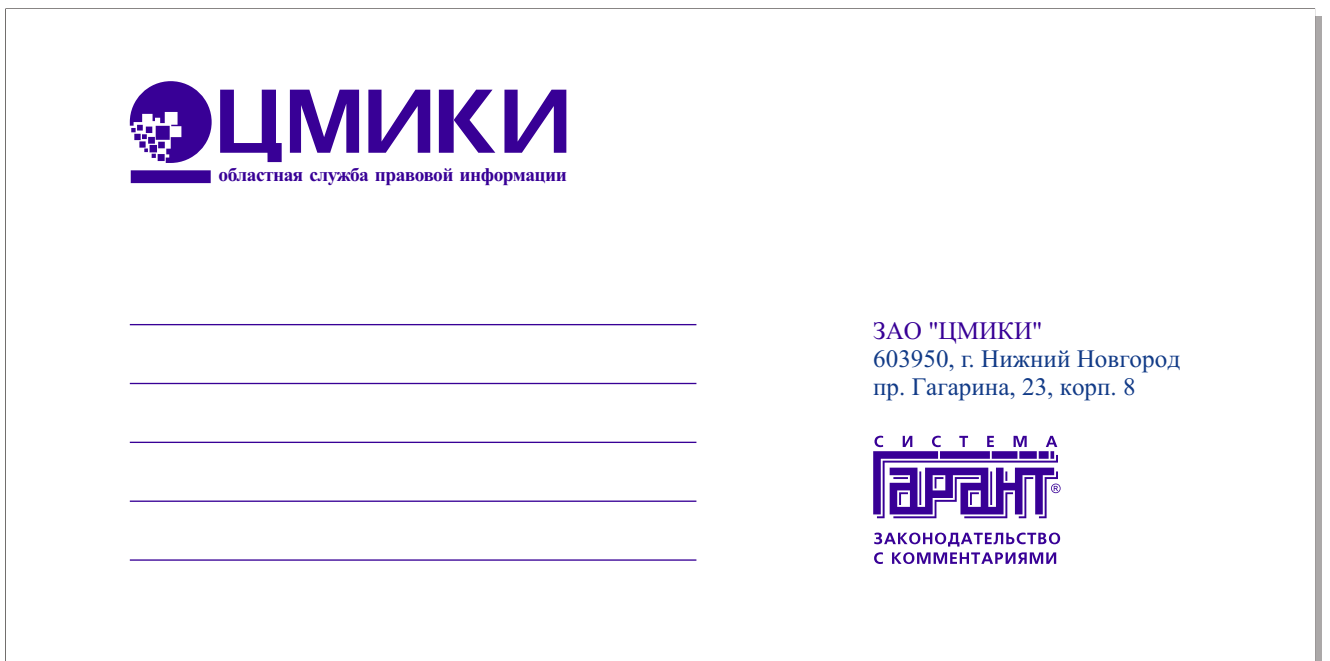 ЦМИКИ
областная служба правовой информации
ЗАО "ЦМИКИ"
603950, г. Нижний Новгород
пр. Гагарина, 23, корп. 8
СИСТЕМА
Гарант®
ЗАКОНОДАТЕЛЬСТВО
С КОММЕНТАРИЯМИ